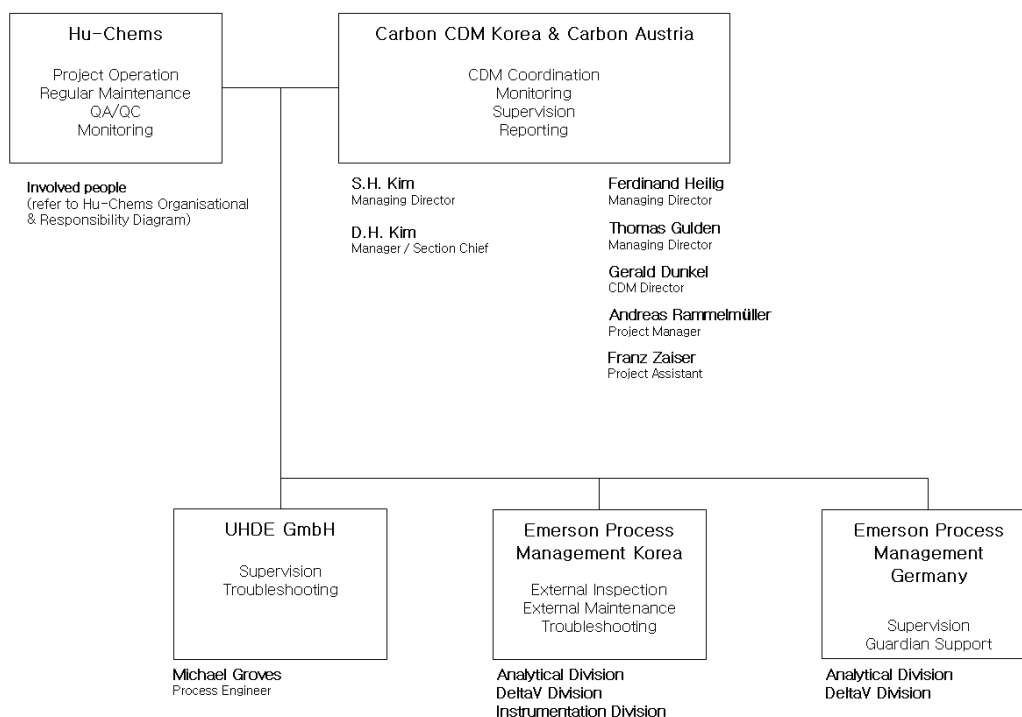 Hu-Chems
Project Operation
Regular Maintenance
QA/QC
Monitoring
Involved people
(refer to Hu-Chems Organisational
& Responsibility Diagram)
Carbon CDM Korea & Carbon Austria
CDM Coordination
Monitoring
Supervision
Reporting
S.H. Kim
Managing Director
D.H. Kim
Manager / Section Chief
Ferdinand Heilig
Managing Director
Thomas Gulden
Managing Director
Gerald Dunkel
CDM Director
Andreas Rammelmüller
Project Manager
Franz Zaiser
Project Assistant
UHDE GmbH
Supervision
Troubleshooting
Michael Groves
Process Engineer
Emerson Process
Management Korea
External Inspection
External Maintenance
Troubleshooting
Analytical Division
DeltaV Division
Instrumentation Division
Emerson Process
Management
Germany
Supervision
Guardian Support
Analytical Division
DeltaV Division